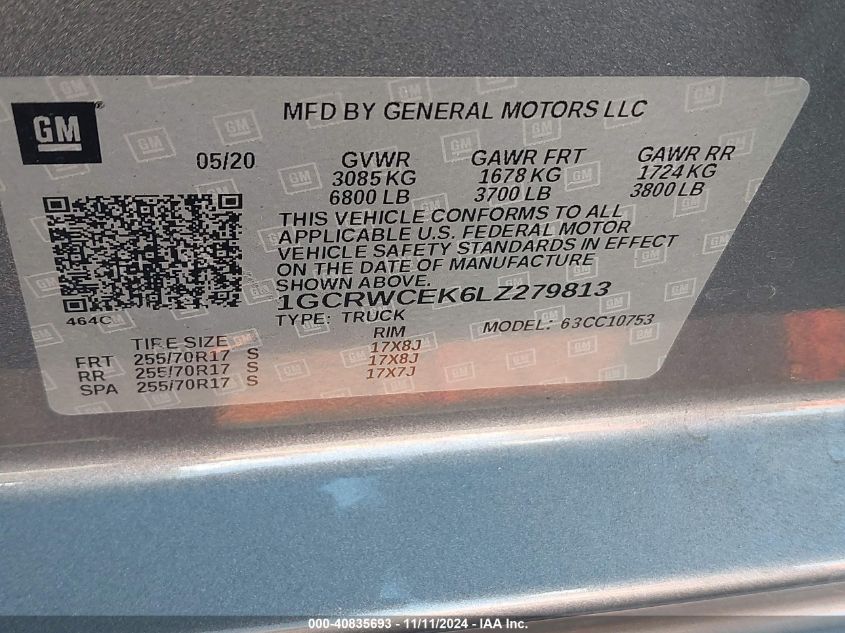 GM
MFD BY GENERAL MOTORS LLC
05/20 GVWR GAWR FRT GAWR RR
3085 KG 1678 KG 1724 KG
6800 LB 3700 LB 3800 LB
THIS VEHICLE CONFORMS TO ALL
APPLICABLE U.S. FEDERAL MOTOR
VEHICLE SAFETY STANDARDS IN EFFECT
ON THE DATE OF MANUFACTURE
SHOWN ABOVE.
1GCRWCEK6LZ279813
464C
TYPE: TRUCK MODEL: 63CC10753
TIRE SIZE RIM
FRT 255/70R17 S 17X8J
RR 255/70R17 S 17X8J
SPA 255/70R17 S 17X7J
000-40835693 - 11/11/2024 - IAA Inc.